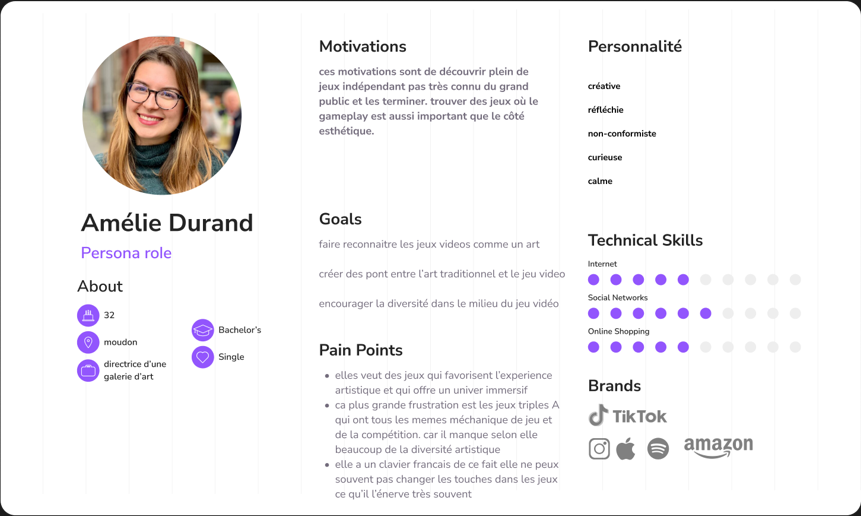 Amélie Durand
Persona role
About
32
moudon
directrice d'une
galerie d'art
Bachelor's
Single
Motivations
ces motivations sont de découvrir plein de
jeux indépendant pas très connu du grand
public et les terminer. trouver des jeux où le
gameplay est aussi important que le côté
esthétique.
Goals
faire reconnaitre les jeux videos comme un art
créer des pont entre l'art traditionnel et le jeu video
encourager la diversité dans le milieu du jeu vidéo
Pain Points
• elles veut des jeux qui favorisent l'experience
artistique et qui offre un univer immersif
• ca plus grande frustration est les jeux triples A
qui ont tous les memes méchanique de jeu et
de la compétition. car il manque selon elle
beaucoup de la diversité artistique
• elle a un clavier francais de ce fait elle ne peux
souvent pas changer les touches dans les jeux
ce qu'il l'énerve très souvent
Personnalité
créative
réfléchie
non-conformiste
curieuse
calme
Technical Skills
Internet
Social Networks
Online Shopping
Brands
TikTok
amazon